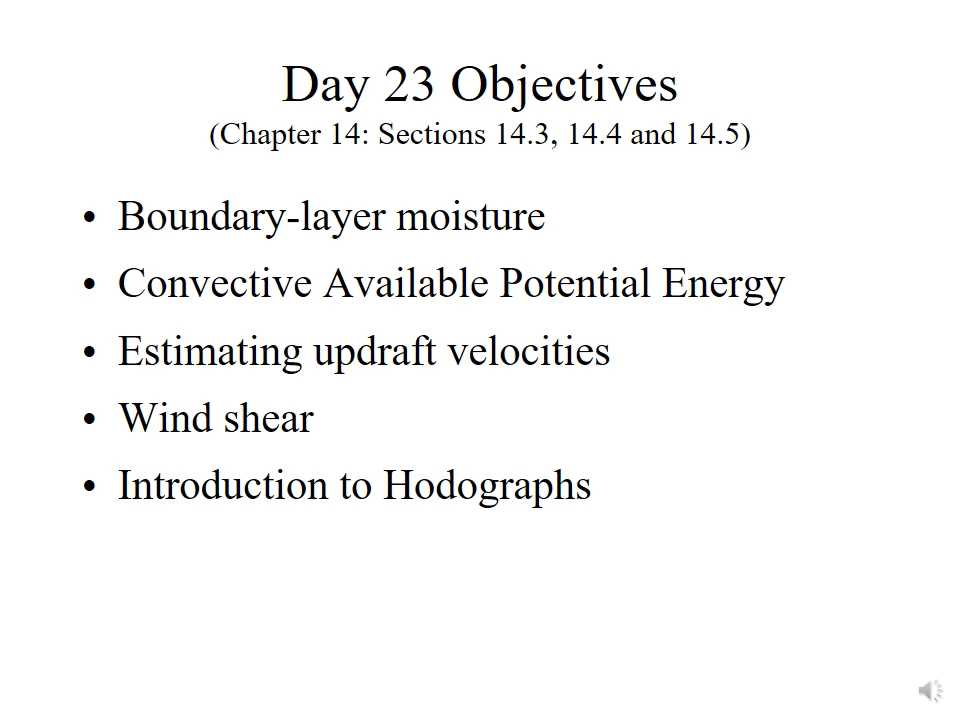 Day 23 Objectives
(Chapter 14: Sections 14.3, 14.4 and 14.5)
• Boundary-layer moisture
• Convective Available Potential Energy
• Estimating updraft velocities
• Wind shear
• Introduction to Hodographs